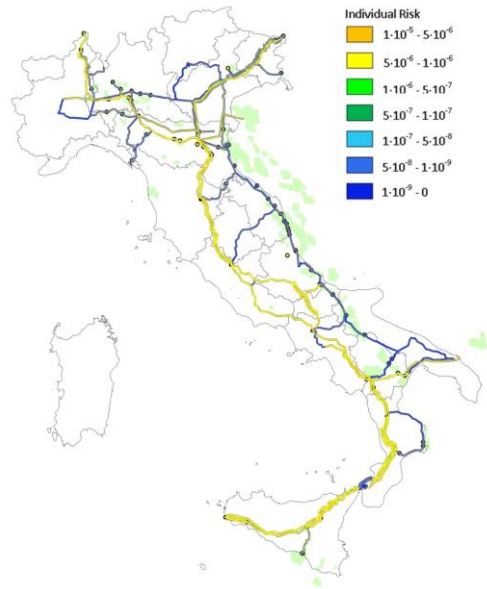 Individual Risk
1·10⁻⁵ - 5·10⁻⁶
5·10⁻⁶ - 1·10⁻⁶
1·10⁻⁶ - 5·10⁻⁷
5·10⁻⁷ - 1·10⁻⁷
1·10⁻⁷ - 5·10⁻⁸
5·10⁻⁸ - 1·10⁻⁹
1·10⁻⁹ - 0